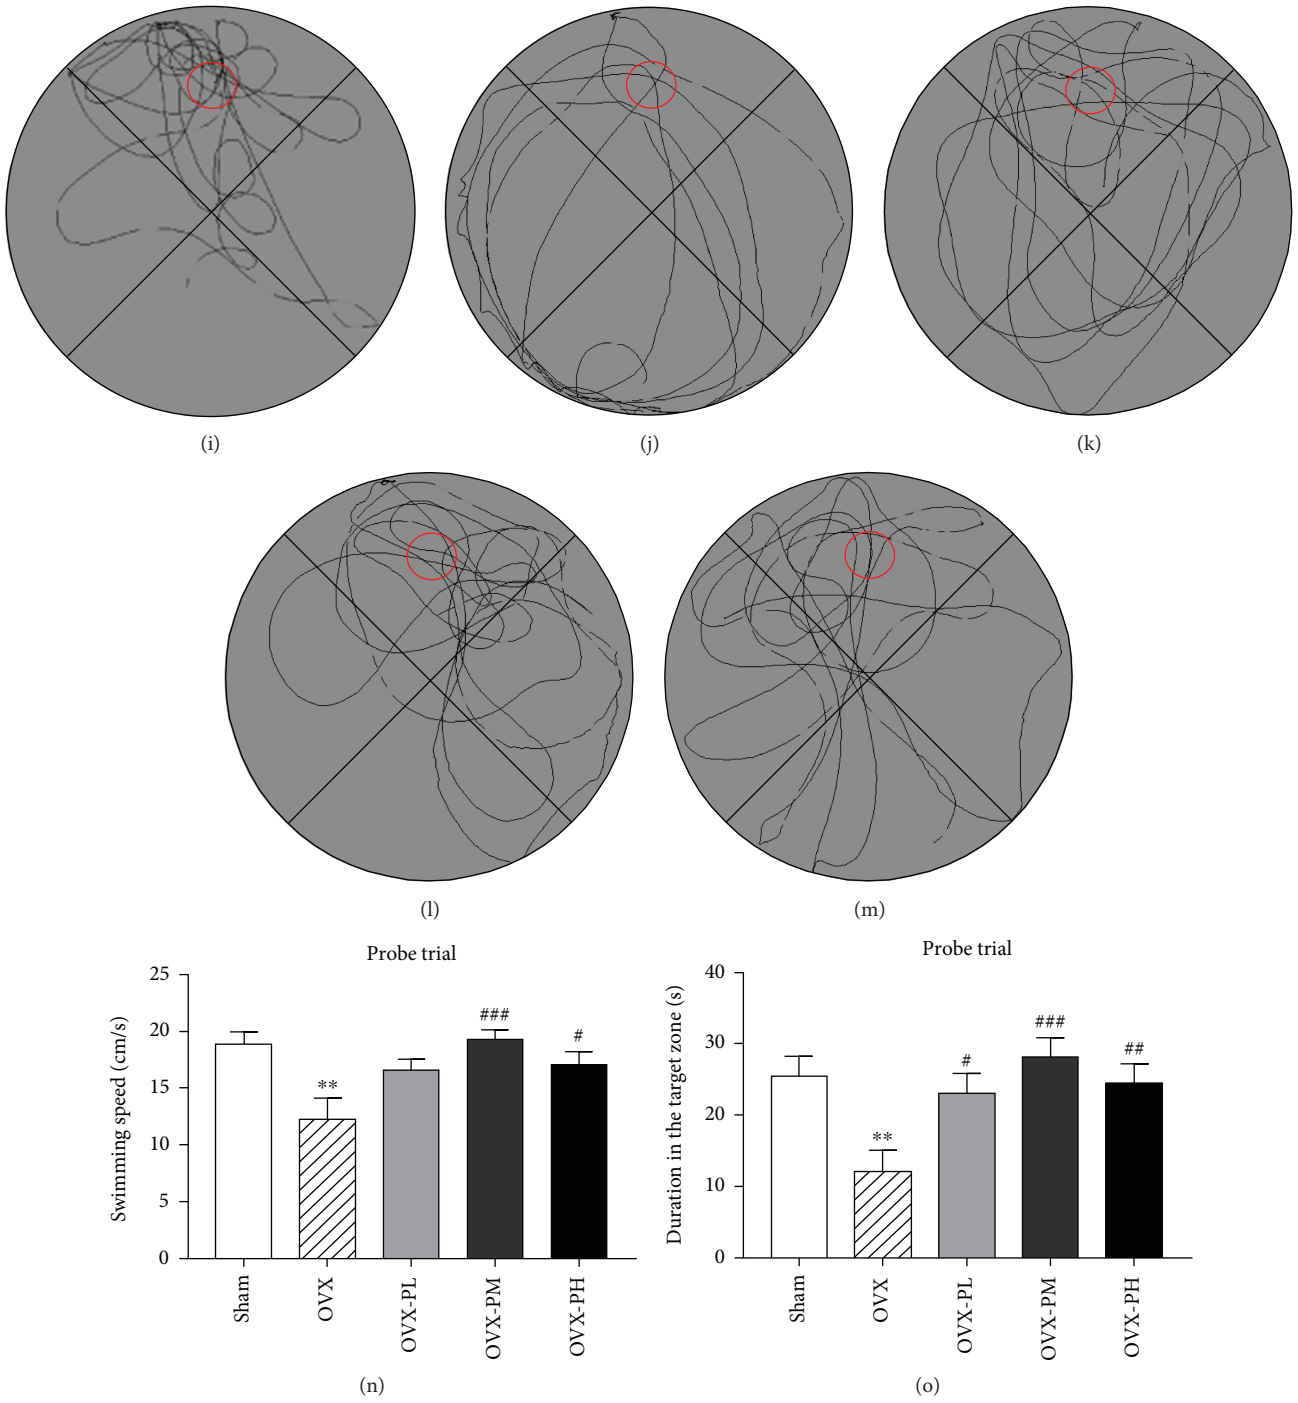 (i)
(j)
(k)
(l)
(m)
Probe trial
25
20
15
10
5
0
Swimming speed (cm/s)
**
###
#
Sham
OVX
OVX-PL
OVX-PM
OVX-PH
(n)
Probe trial
40
30
20
10
0
Duration in the target zone (s)
**
#
###
##
Sham
OVX
OVX-PL
OVX-PM
OVX-PH
(o)